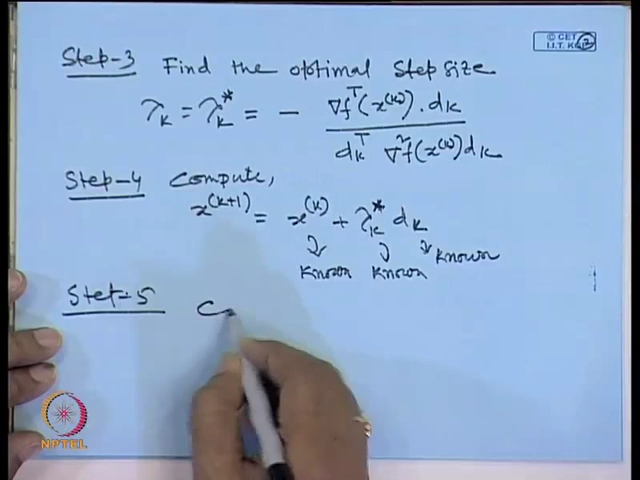 © CET
I.I.T. KGP
Step-3 Find the optimal Step size
λₖ = λₖ* = − ∇fᵀ(x⁽ᵏ⁾) . dₖ / dₖᵀ ∇²f(x⁽ᵏ⁾) dₖ
Step-4 Compute,
x⁽ᵏ⁺¹⁾ = x⁽ᵏ⁾ + λₖ* dₖ
known known known
Step-5 C
NPTEL